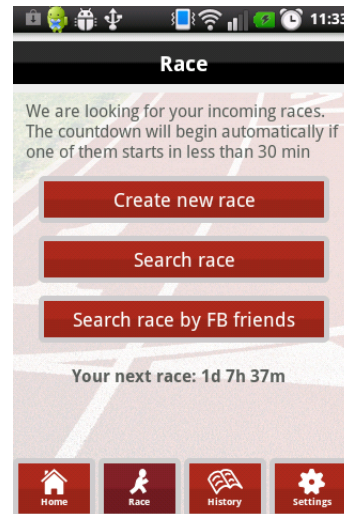 11:33
Race
We are looking for your incoming races.
The countdown will begin automatically if
one of them starts in less than 30 min
Create new race
Search race
Search race by FB friends
Your next race: 1d 7h 37m
Home Race History Settings